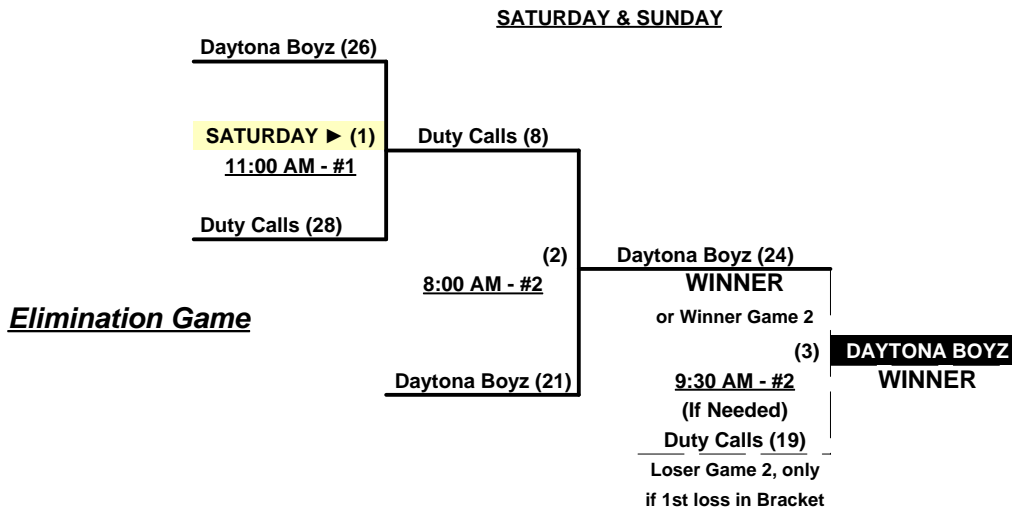 SATURDAY & SUNDAY
Daytona Boyz (26)
SATURDAY ► (1)
Duty Calls (8)
11:00 AM - #1
Duty Calls (28)
(2)
Daytona Boyz (24)
8:00 AM - #2
WINNER
Elimination Game
or Winner Game 2
(3)
DAYTONA BOYZ
Daytona Boyz (21)
9:30 AM - #2
WINNER
(If Needed)
Duty Calls (19)
Loser Game 2, only
if 1st loss in Bracket